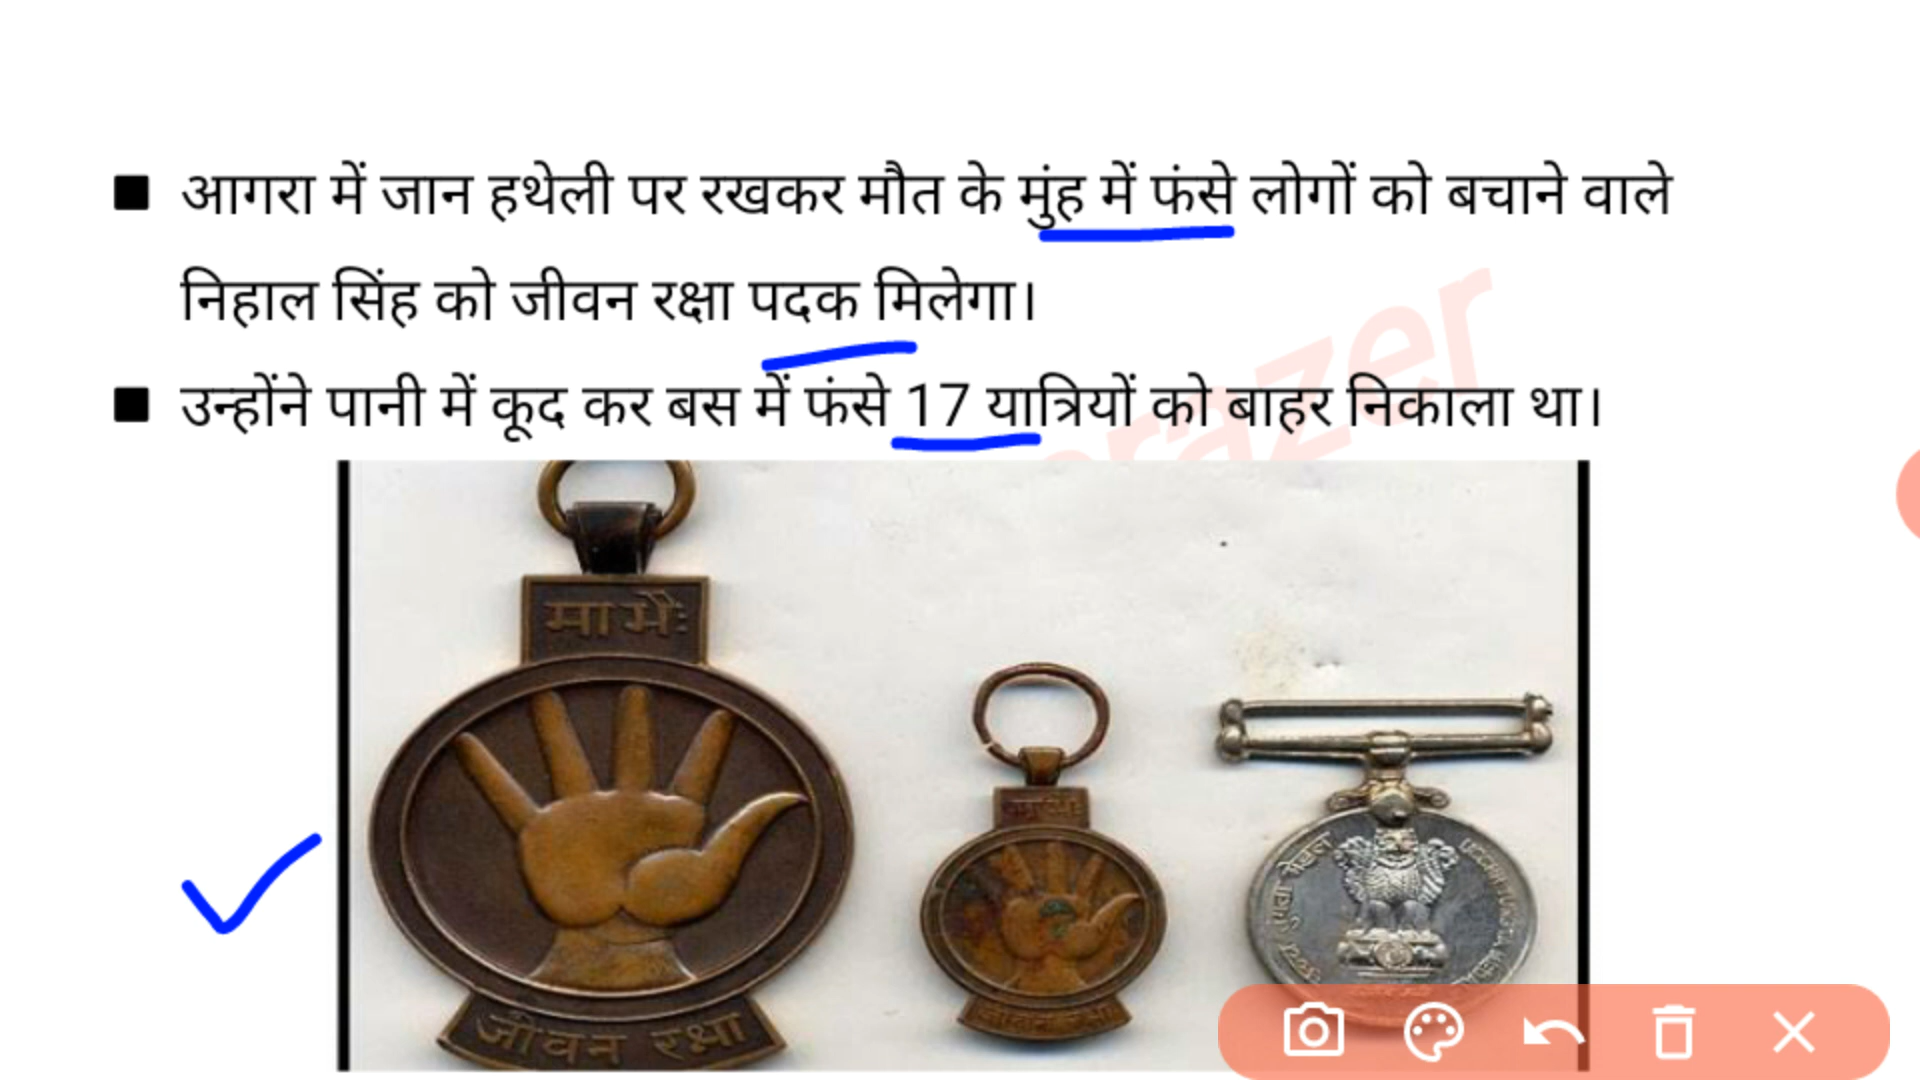 ■ आगरा में जान हथेली पर रखकर मौत के मुंह में फंसे लोगों को बचाने वाले
निहाल सिंह को जीवन रक्षा पदक मिलेगा।
■ उन्होंने पानी में कूद कर बस में फंसे 17 यात्रियों को बाहर निकाला था।
मा भैः
जीवन रक्षा